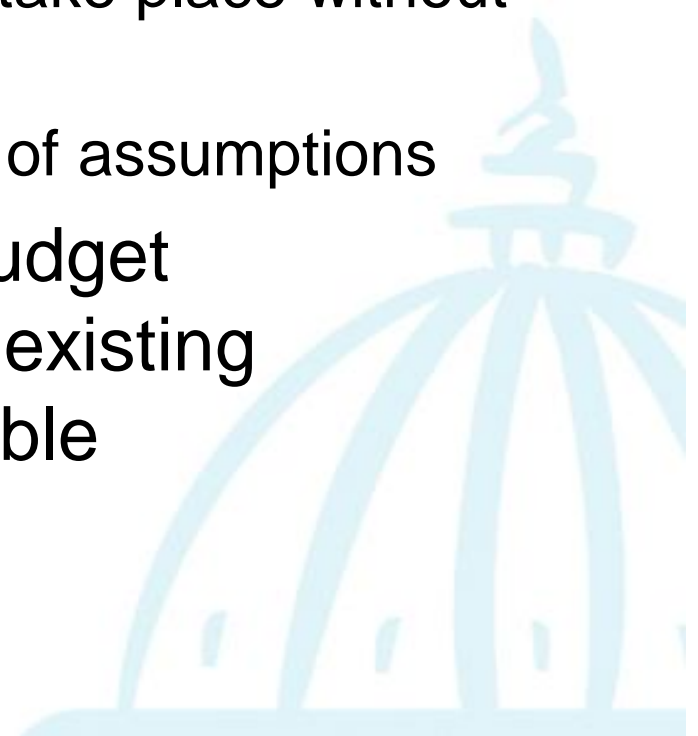 take place without
of assumptions
udget
existing
ble